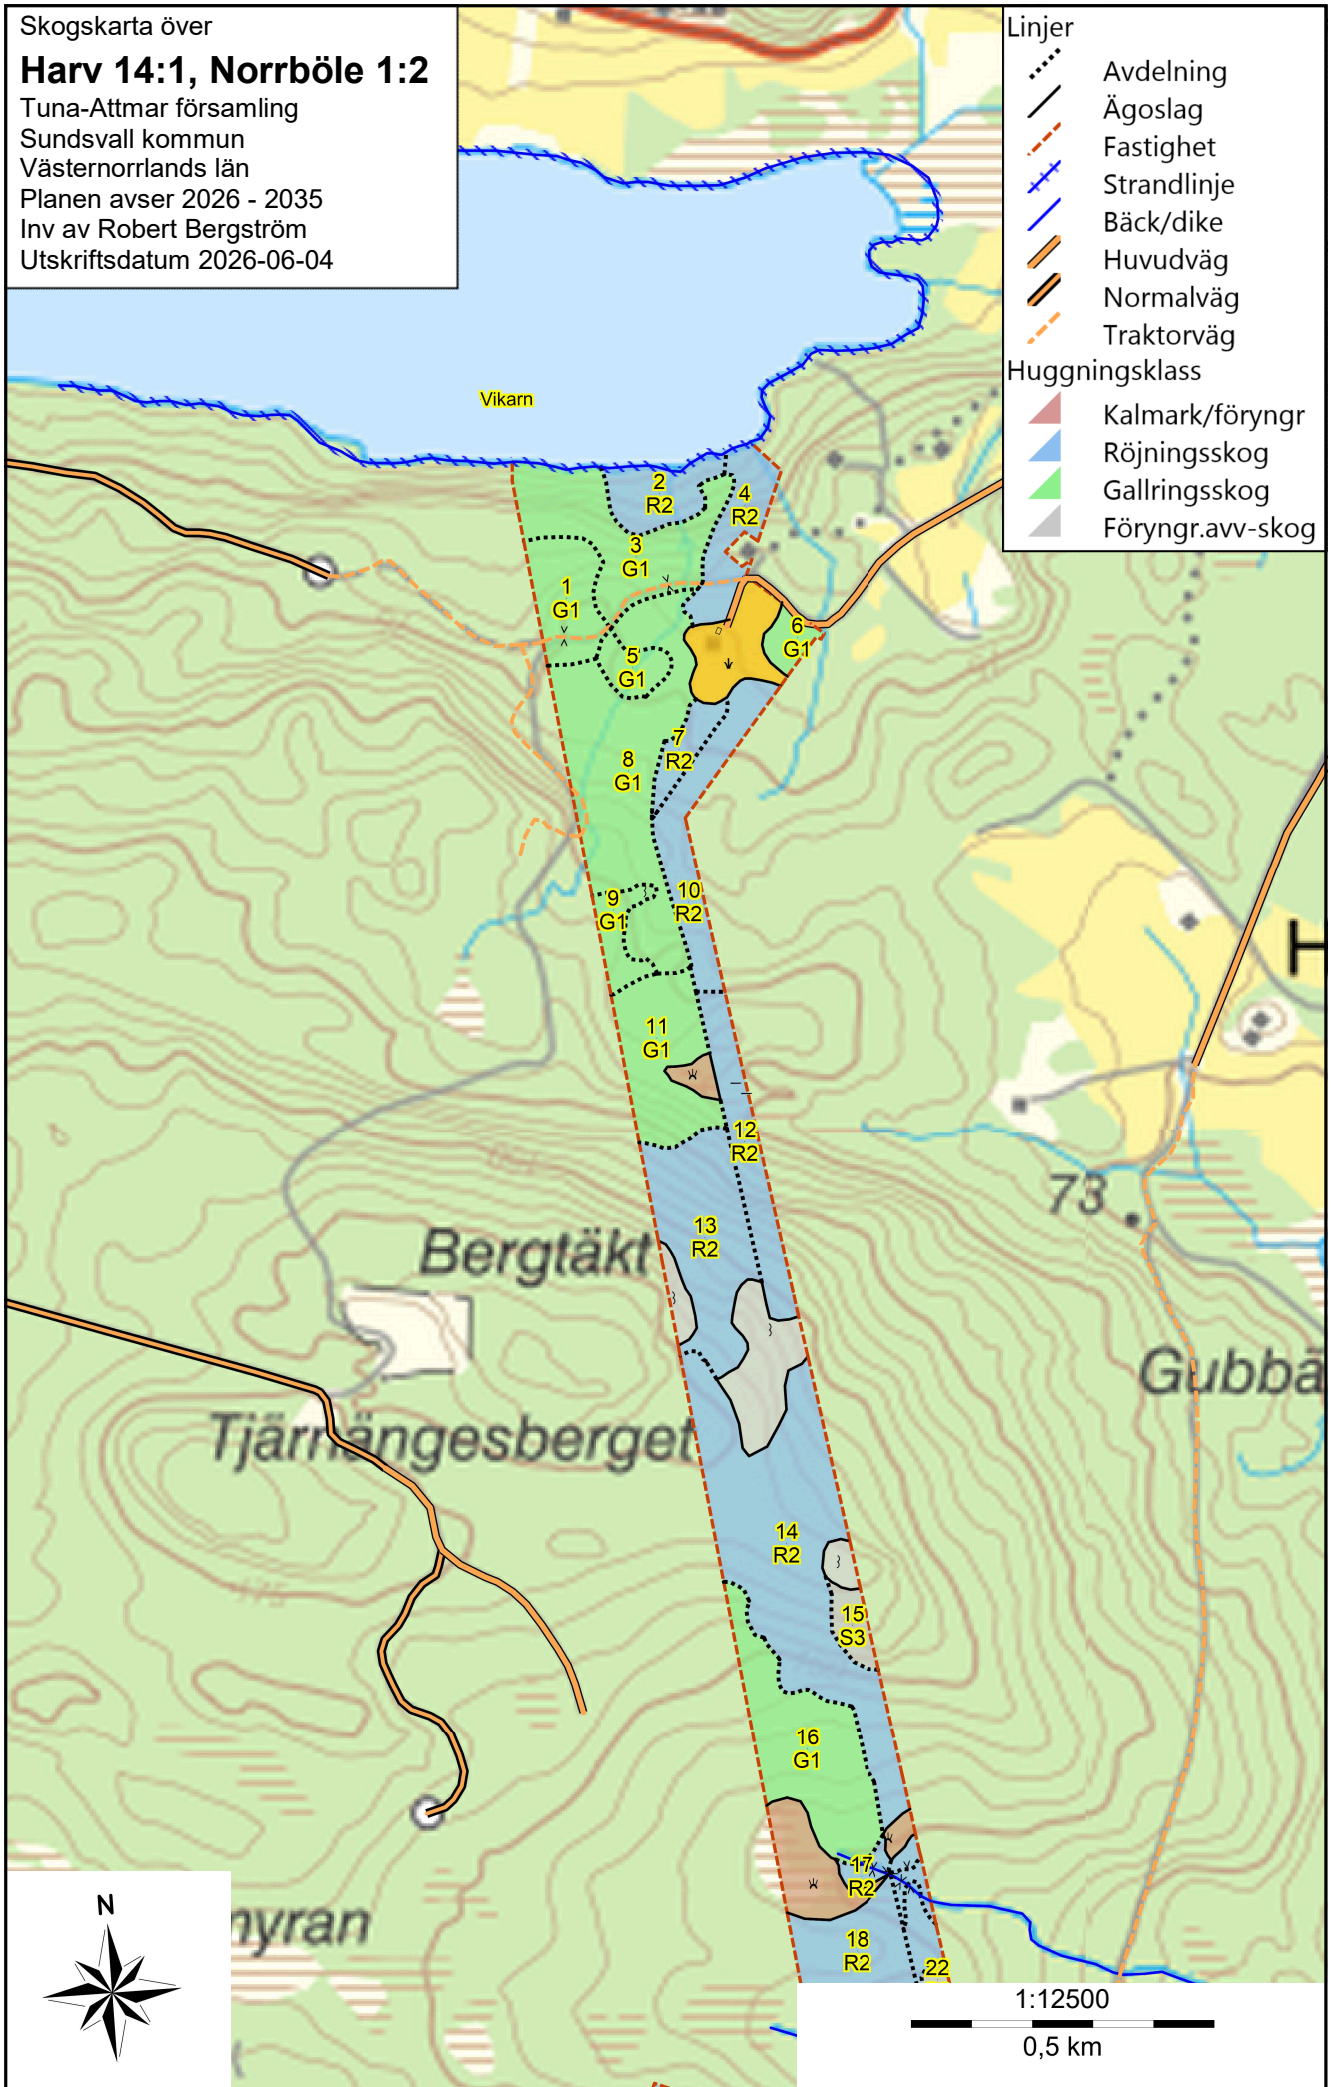 Skogskarta över
Harv 14:1, Norrböle 1:2
Tuna-Attmar församling
Sundsvall kommun
Västernorrlands län
Planen avser 2026 - 2035
Inv av Robert Bergström
Utskriftsdatum 2026-06-04
Linjer
Avdelning
Ägoslag
Fastighet
Strandlinje
Bäck/dike
Huvudväg
Normalväg
Traktorväg
Huggningsklass
Kalmark/föryngr
Röjningsskog
Gallringsskog
Föryngr.avv-skog
Vikarn
2
R2
4
R2
3
G1
1
G1
6
G1
5
G1
7
R2
8
G1
9
G1
10
R2
H
11
G1
12
R2
73
13
R2
Bergtäkt
Gubbä
Tjärnängesberget
14
R2
175
15
S3
16
G1
17
R2
18
R2
22
myran
N
1:12500
0,5 km